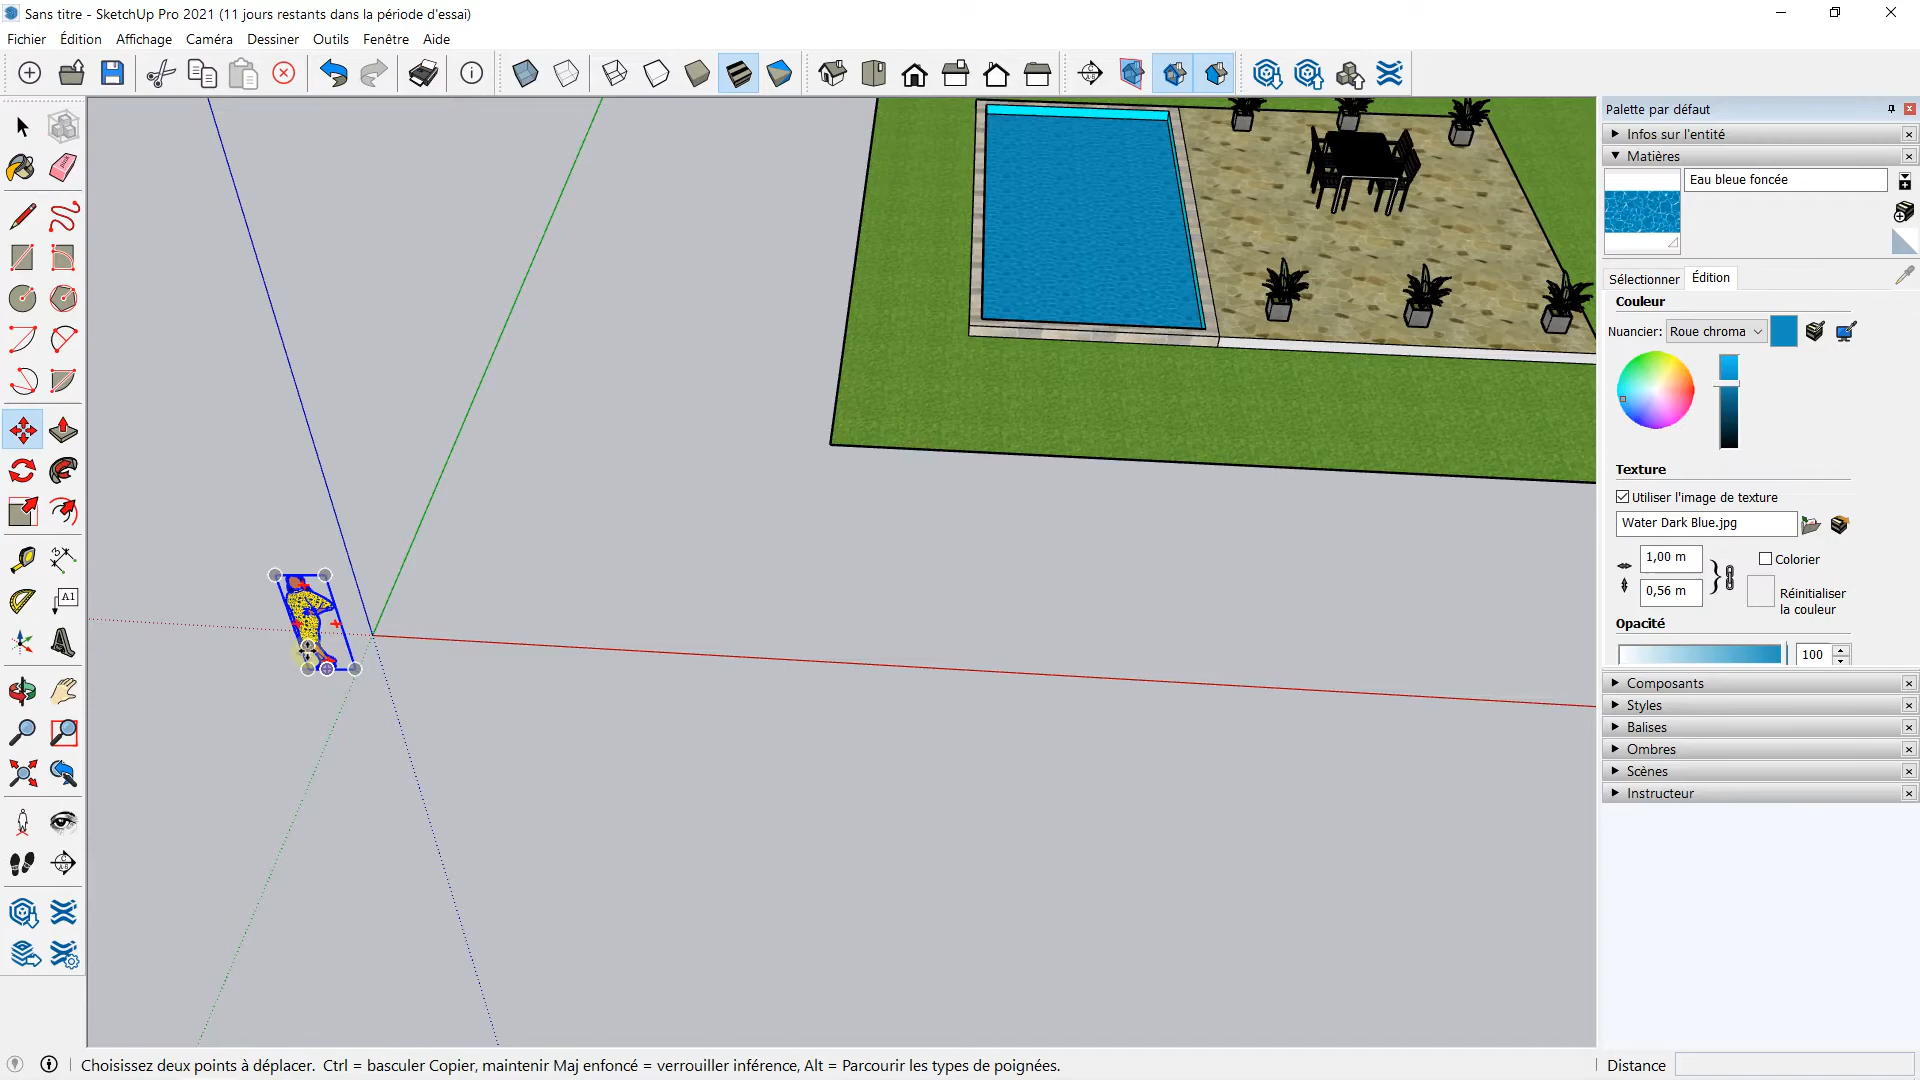 Sans titre - SketchUp Pro 2021 (11 jours restants dans la période d'essai)
Fichier Édition Affichage Caméra Dessiner Outils Fenêtre Aide
Palette par défaut
Infos sur l'entité
Matières
Eau bleue foncée
Sélectionner Édition
Couleur
Nuancier: Roue chroma
Texture
Utiliser l'image de texture
Water Dark Blue.jpg
1,00 m Colorier
0,56 m Réinitialiser
la couleur
Opacité
100
Composants
Styles
Balises
Ombres
Scènes
Instructeur
A1
Choisissez deux points à déplacer. Ctrl = basculer Copier, maintenir Maj enfoncé = verrouiller inférence, Alt = Parcourir les types de poignées.
Distance